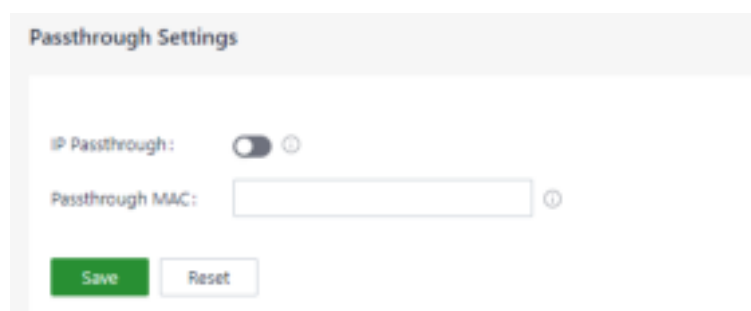 Passthrough Settings
IP Passthrough:
Passthrough MAC:
Save Reset